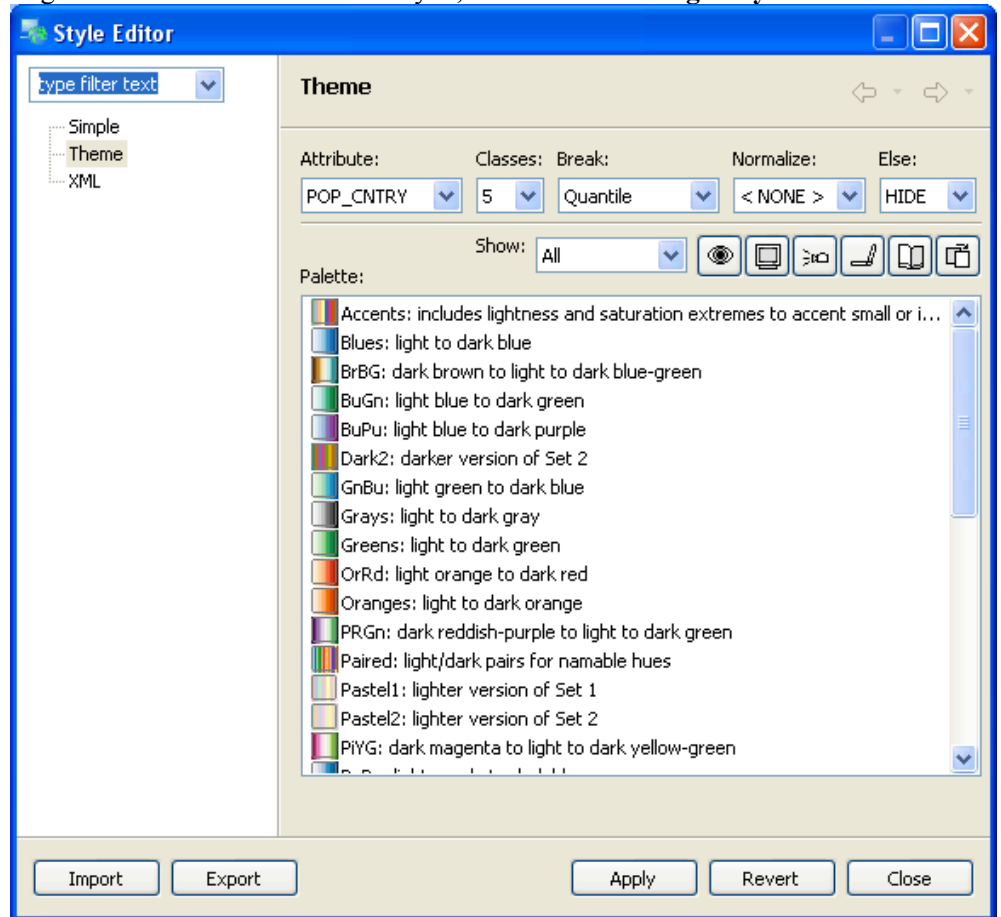 Style Editor
type filter text
Simple
Theme
XML
Theme
Attribute: Classes: Break: Normalize: Else:
POP_CNTRY 5 Quantile < NONE > HIDE
Show: All
Palette:
Accents: includes lightness and saturation extremes to accent small or i...
Blues: light to dark blue
BrBG: dark brown to light to dark blue-green
BuGn: light blue to dark green
BuPu: light blue to dark purple
Dark2: darker version of Set 2
GnBu: light green to dark blue
Grays: light to dark gray
Greens: light to dark green
OrRd: light orange to dark red
Oranges: light to dark orange
PRGn: dark reddish-purple to light to dark green
Paired: light/dark pairs for namable hues
Pastel1: lighter version of Set 1
Pastel2: lighter version of Set 2
PiYG: dark magenta to light to dark yellow-green
Import Export Apply Revert Close